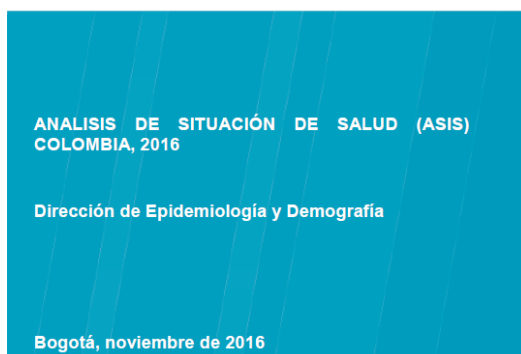 ANALISIS DE SITUACIÓN DE SALUD (ASIS)
COLOMBIA, 2016
Dirección de Epidemiología y Demografía
Bogotá, noviembre de 2016